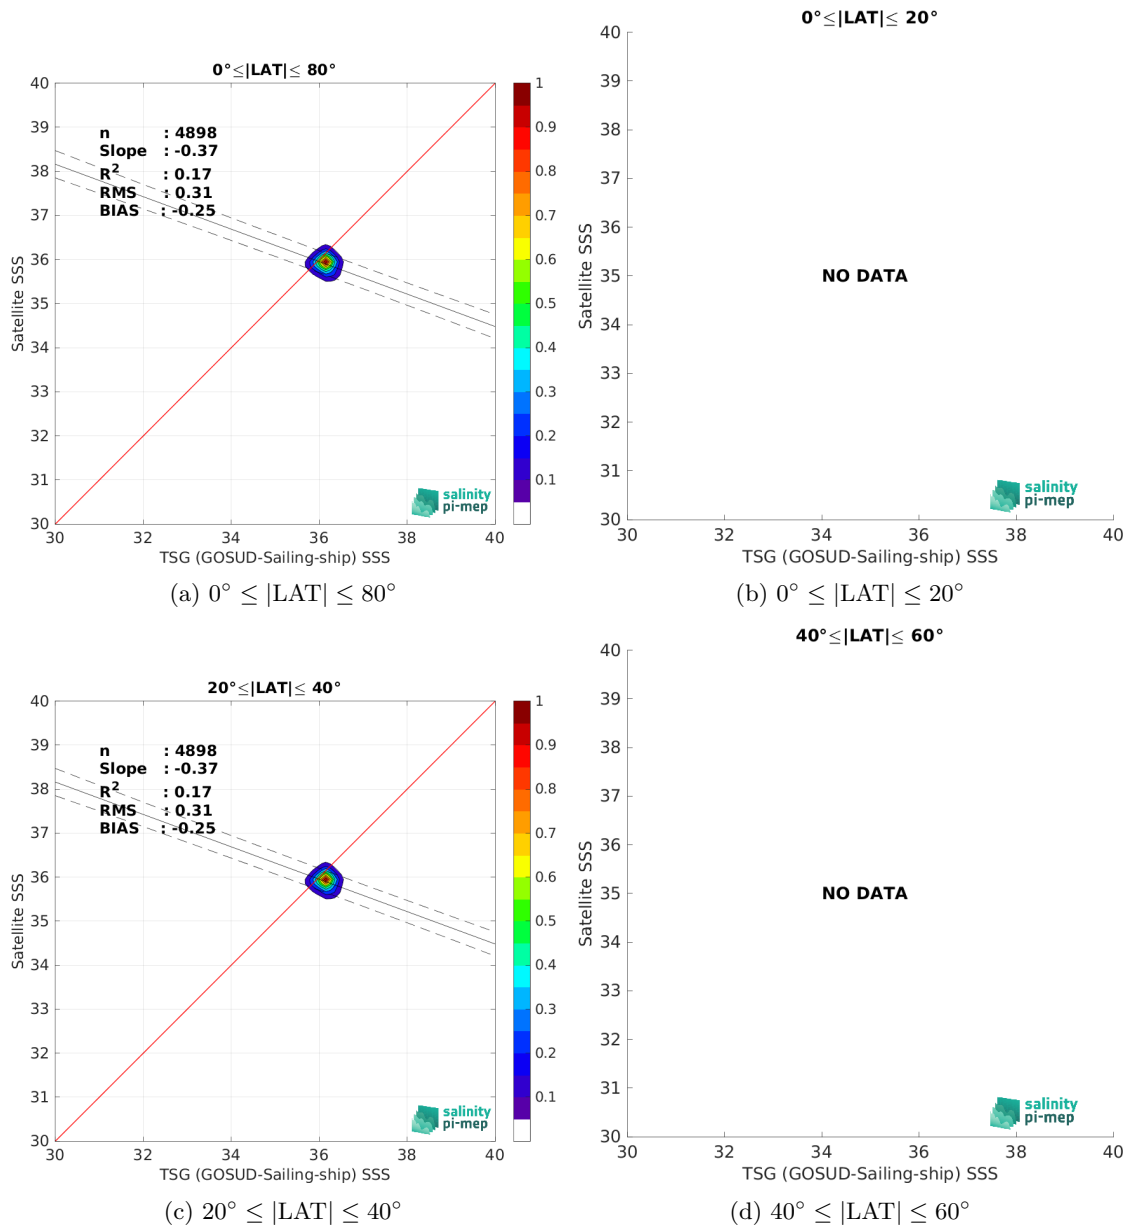 0°≤|LAT|≤ 80°
40
39
38
37
36
35
34
33
32
31
30
Satellite SSS
n : 4898
Slope : -0.37
R2 : 0.17
RMS : 0.31
BIAS : -0.25
salinity
pi-mep
30 32 34 36 38 40
TSG (GOSUD-Sailing-ship) SSS
1
0.9
0.8
0.7
0.6
0.5
0.4
0.3
0.2
0.1
(a) 0° ≤ |LAT| ≤ 80°
0°≤|LAT|≤ 20°
40
39
38
37
36
35
34
33
32
31
30
Satellite SSS
NO DATA
salinity
pi-mep
30 32 34 36 38 40
TSG (GOSUD-Sailing-ship) SSS
(b) 0° ≤ |LAT| ≤ 20°
20°≤|LAT|≤ 40°
40
39
38
37
36
35
34
33
32
31
30
Satellite SSS
n : 4898
Slope : -0.37
R2 : 0.17
RMS : 0.31
BIAS : -0.25
salinity
pi-mep
30 32 34 36 38 40
TSG (GOSUD-Sailing-ship) SSS
1
0.9
0.8
0.7
0.6
0.5
0.4
0.3
0.2
0.1
(c) 20° ≤ |LAT| ≤ 40°
40°≤|LAT|≤ 60°
40
39
38
37
36
35
34
33
32
31
30
Satellite SSS
NO DATA
salinity
pi-mep
30 32 34 36 38 40
TSG (GOSUD-Sailing-ship) SSS
(d) 40° ≤ |LAT| ≤ 60°